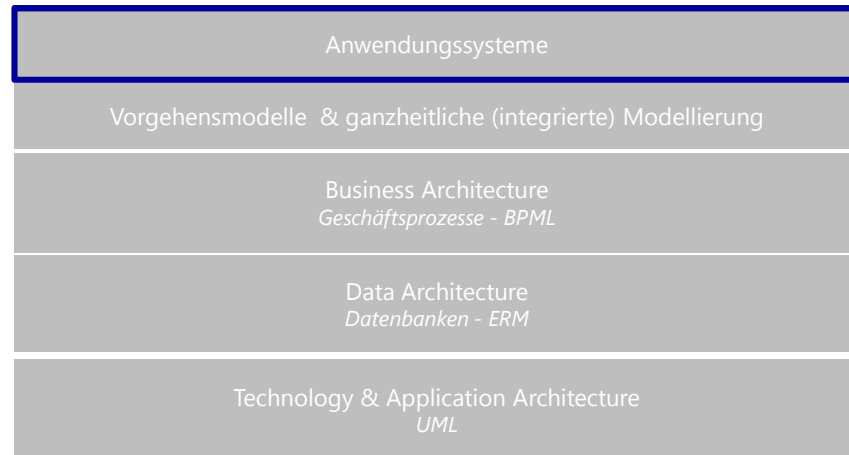 Anwendungssysteme
Vorgehensmodelle & ganzheitliche (integrierte) Modellierung
Business Architecture
Geschäftsprozesse - BPML
Data Architecture
Datenbanken - ERM
Technology & Application Architecture
UML